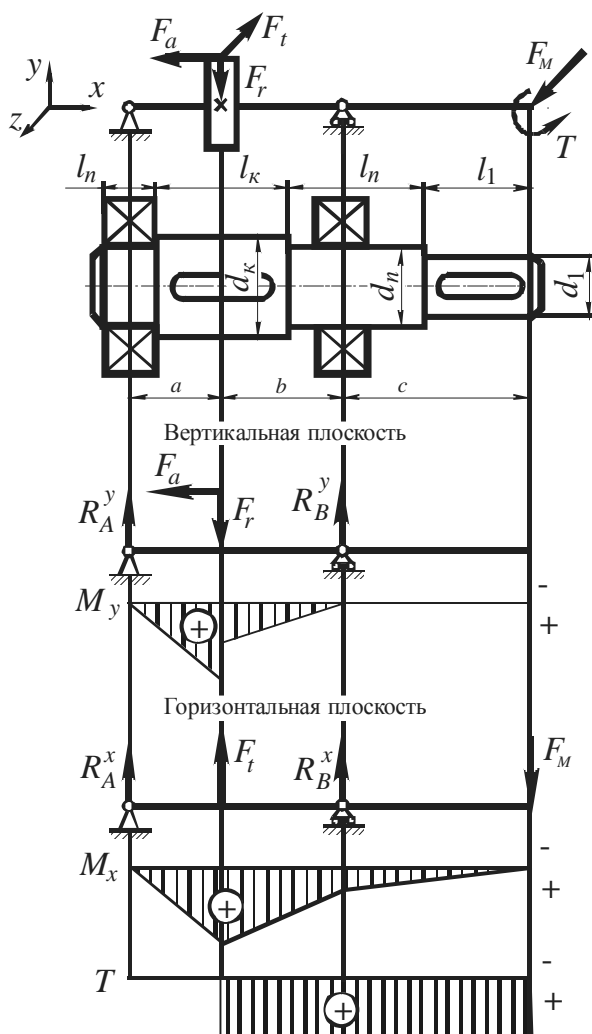 F_a F_t
F_r F_м
y
x
z
T
l_п l_к l_п l_1
d_к d_п d_1
a b c
Вертикальная плоскость
F_a
R_A^y F_r R_B^y
M_y
-
+
+
Горизонтальная плоскость
R_A^x F_t R_B^x F_м
M_x
-
+
+
T
-
+
+